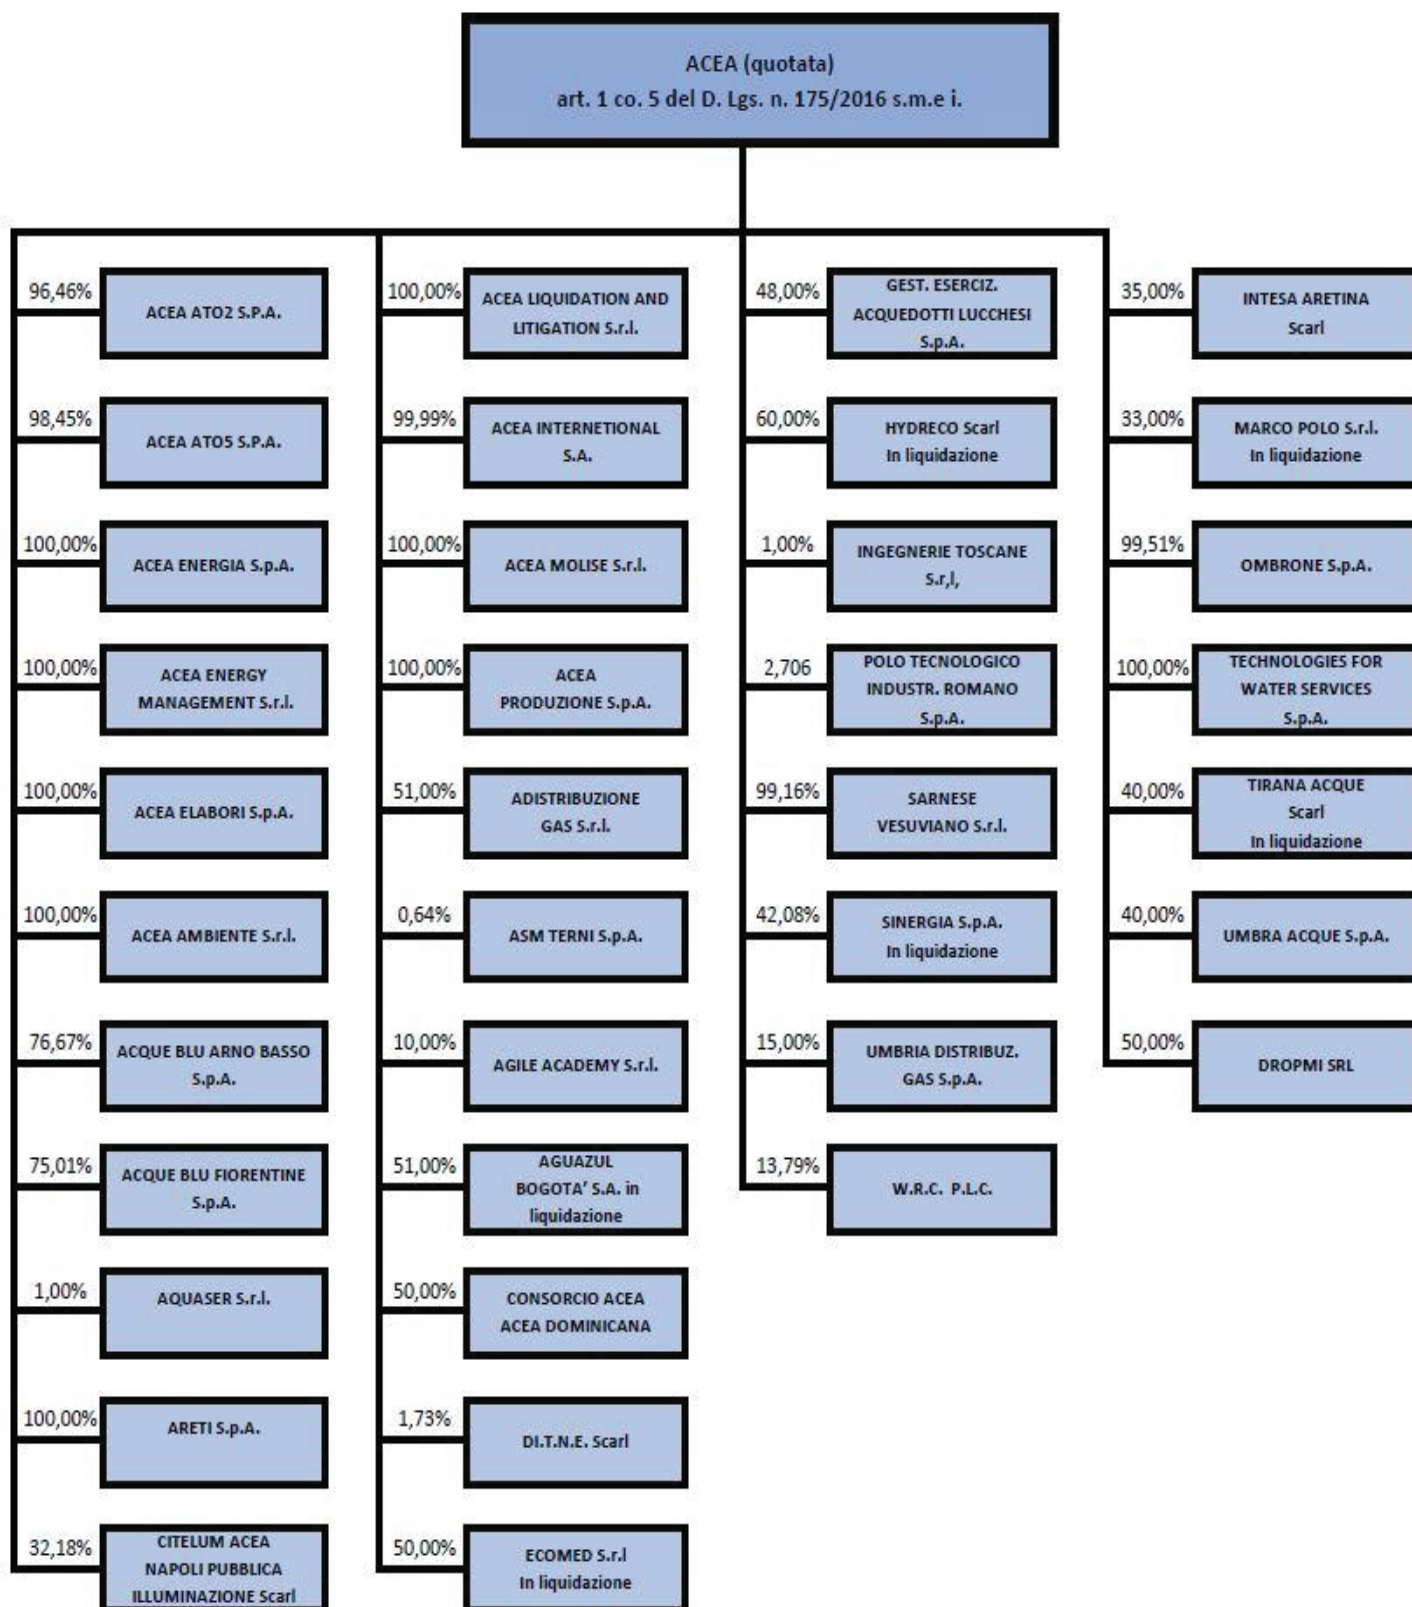 ACEA (quotata)
art. 1 co. 5 del D. Lgs. n. 175/2016 s.m.e i.
96,46%
ACEA ATO2 S.P.A.
98,45%
ACEA ATO5 S.P.A.
100,00%
ACEA ENERGIA S.p.A.
100,00%
ACEA ENERGY
MANAGEMENT S.r.l.
100,00%
ACEA ELABORI S.p.A.
100,00%
ACEA AMBIENTE S.r.l.
76,67%
ACQUE BLU ARNO BASSO
S.p.A.
75,01%
ACQUE BLU FIORENTINE
S.p.A.
1,00%
AQUASER S.r.l.
100,00%
ARETI S.p.A.
32,18%
CITELUM ACEA
NAPOLI PUBBLICA
ILLUMINAZIONE Scarl
100,00%
ACEA LIQUIDATION AND
LITIGATION S.r.l.
99,99%
ACEA INTERNETIONAL
S.A.
100,00%
ACEA MOLISE S.r.l.
100,00%
ACEA
PRODUZIONE S.p.A.
51,00%
ADISTRIBUZIONE
GAS S.r.l.
0,64%
ASM TERNI S.p.A.
10,00%
AGILE ACADEMY S.r.l.
51,00%
AGUAZUL
BOGOTA’ S.A. in
liquidazione
50,00%
CONSORCIO ACEA
ACEA DOMINICANA
1,73%
DI.T.N.E. Scarl
50,00%
ECOMED S.r.l
In liquidazione
48,00%
GEST. ESERCIZ.
ACQUEDOTTI LUCCHESI
S.p.A.
60,00%
HYDRECO Scarl
In liquidazione
1,00%
INGEGNERIE TOSCANE
S.r,l,
2,706
POLO TECNOLOGICO
INDUSTR. ROMANO
S.p.A.
99,16%
SARNESE
VESUVIANO S.r.l.
42,08%
SINERGIA S.p.A.
In liquidazione
15,00%
UMBRIA DISTRIBUZ.
GAS S.p.A.
13,79%
W.R.C. P.L.C.
35,00%
INTESA ARETINA
Scarl
33,00%
MARCO POLO S.r.l.
In liquidazione
99,51%
OMBRONE S.p.A.
100,00%
TECHNOLOGIES FOR
WATER SERVICES
S.p.A.
40,00%
TIRANA ACQUE
Scarl
In liquidazione
40,00%
UMBRA ACQUE S.p.A.
50,00%
DROPMI SRL